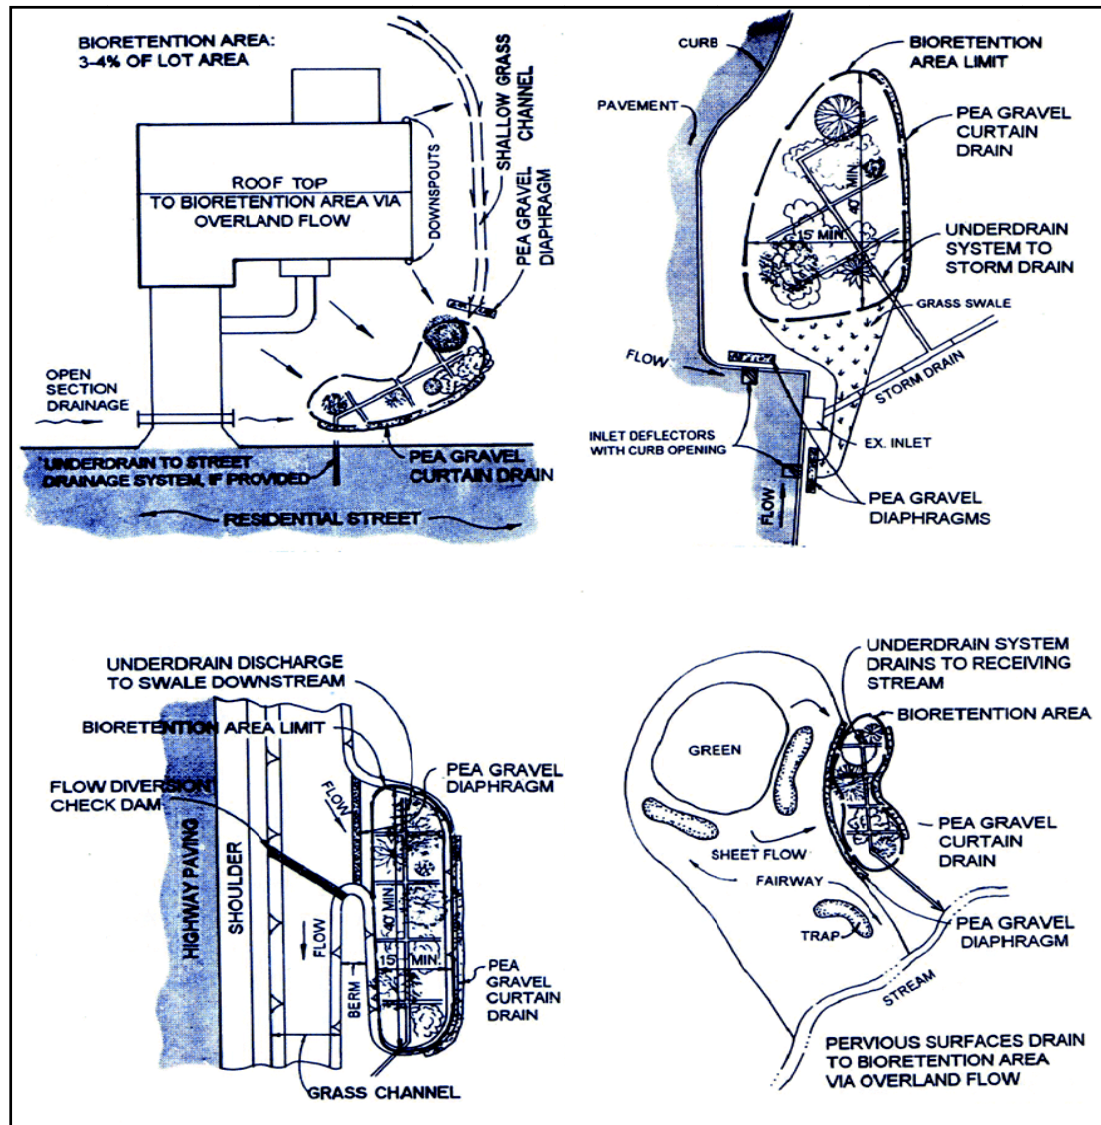 BIORETENTION AREA:
3-4% OF LOT AREA
ROOF TOP
TO BIORETENTION AREA VIA
OVERLAND FLOW
DOWNSPOUTS
SHALLOW GRASS
CHANNEL
PEA GRAVEL
DIAPHRAGM
OPEN
SECTION
DRAINAGE
UNDERDRAIN TO STREET
DRAINAGE SYSTEM, IF PROVIDED
PEA GRAVEL
CURTAIN DRAIN
RESIDENTIAL STREET
CURB
PAVEMENT
BIORETENTION
AREA LIMIT
PEA GRAVEL
CURTAIN
DRAIN
40' MIN.
15' MIN.
UNDERDRAIN
SYSTEM TO
STORM DRAIN
GRASS SWALE
FLOW
STORM DRAIN
INLET DEFLECTORS
WITH CURB OPENING
EX. INLET
FLOW
PEA GRAVEL
DIAPHRAGMS
UNDERDRAIN DISCHARGE
TO SWALE DOWNSTREAM
BIORETENTION AREA LIMIT
FLOW DIVERSION
CHECK DAM
PEA GRAVEL
DIAPHRAGM
FLOW
HIGHWAY PAVING
SHOULDER
FLOW
BERM
40' MIN
15' MIN.
PEA
GRAVEL
CURTAIN
DRAIN
GRASS CHANNEL
UNDERDRAIN SYSTEM
DRAINS TO RECEIVING
STREAM
BIORETENTION AREA
GREEN
PEA GRAVEL
CURTAIN
DRAIN
SHEET FLOW
FAIRWAY
TRAP
PEA GRAVEL
DIAPHRAGM
STREAM
PERVIOUS SURFACES DRAIN
TO BIORETENTION AREA
VIA OVERLAND FLOW